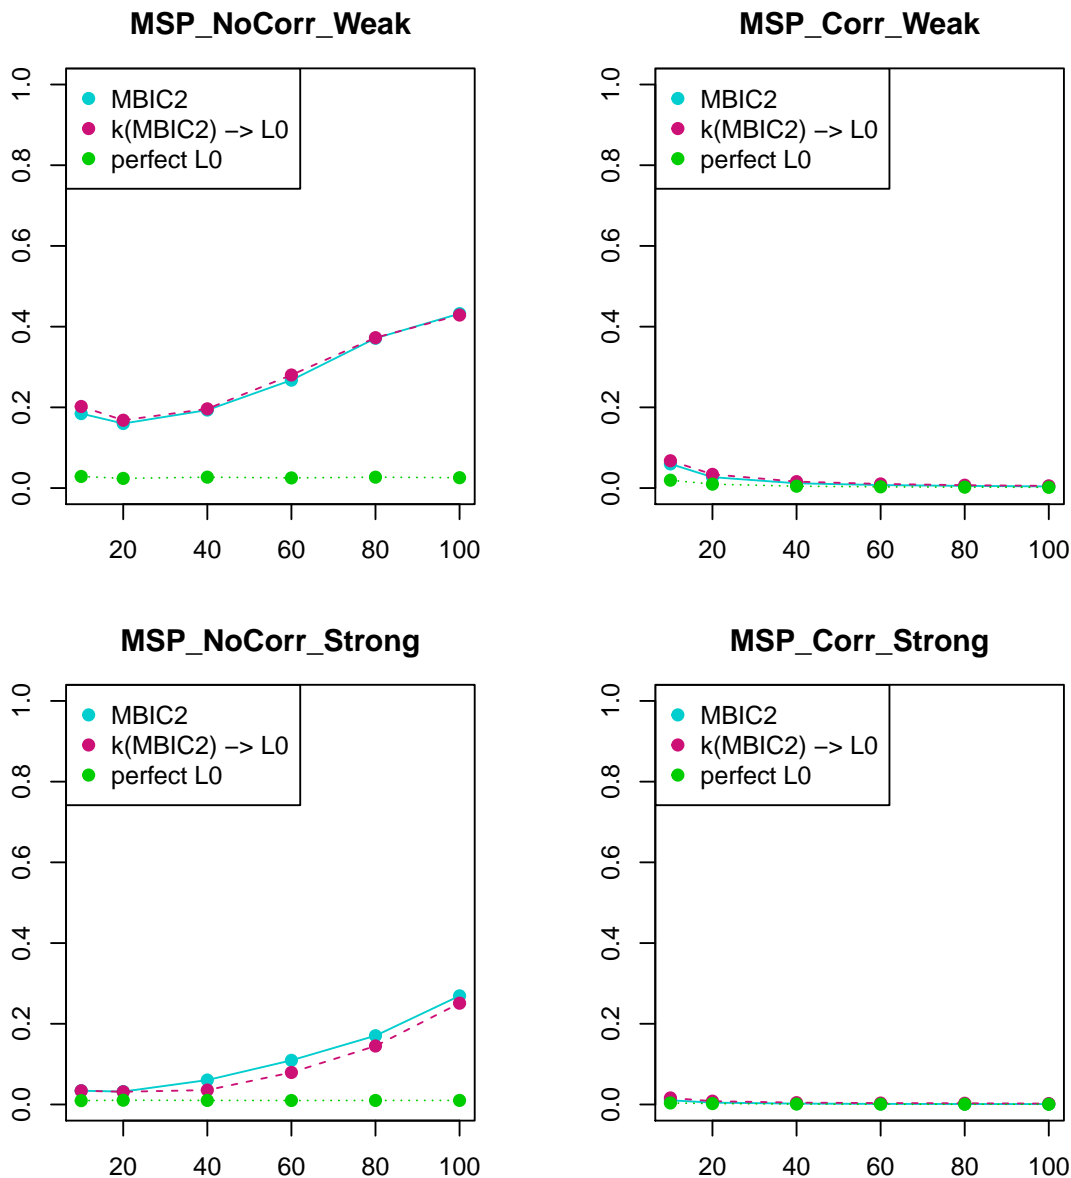 MSP_NoCorr_Weak
1.0
0.8
0.6
0.4
0.2
0.0
MBIC2
k(MBIC2) −> L0
perfect L0
20 40 60 80 100
MSP_Corr_Weak
1.0
0.8
0.6
0.4
0.2
0.0
MBIC2
k(MBIC2) −> L0
perfect L0
20 40 60 80 100
MSP_NoCorr_Strong
1.0
0.8
0.6
0.4
0.2
0.0
MBIC2
k(MBIC2) −> L0
perfect L0
20 40 60 80 100
MSP_Corr_Strong
1.0
0.8
0.6
0.4
0.2
0.0
MBIC2
k(MBIC2) −> L0
perfect L0
20 40 60 80 100